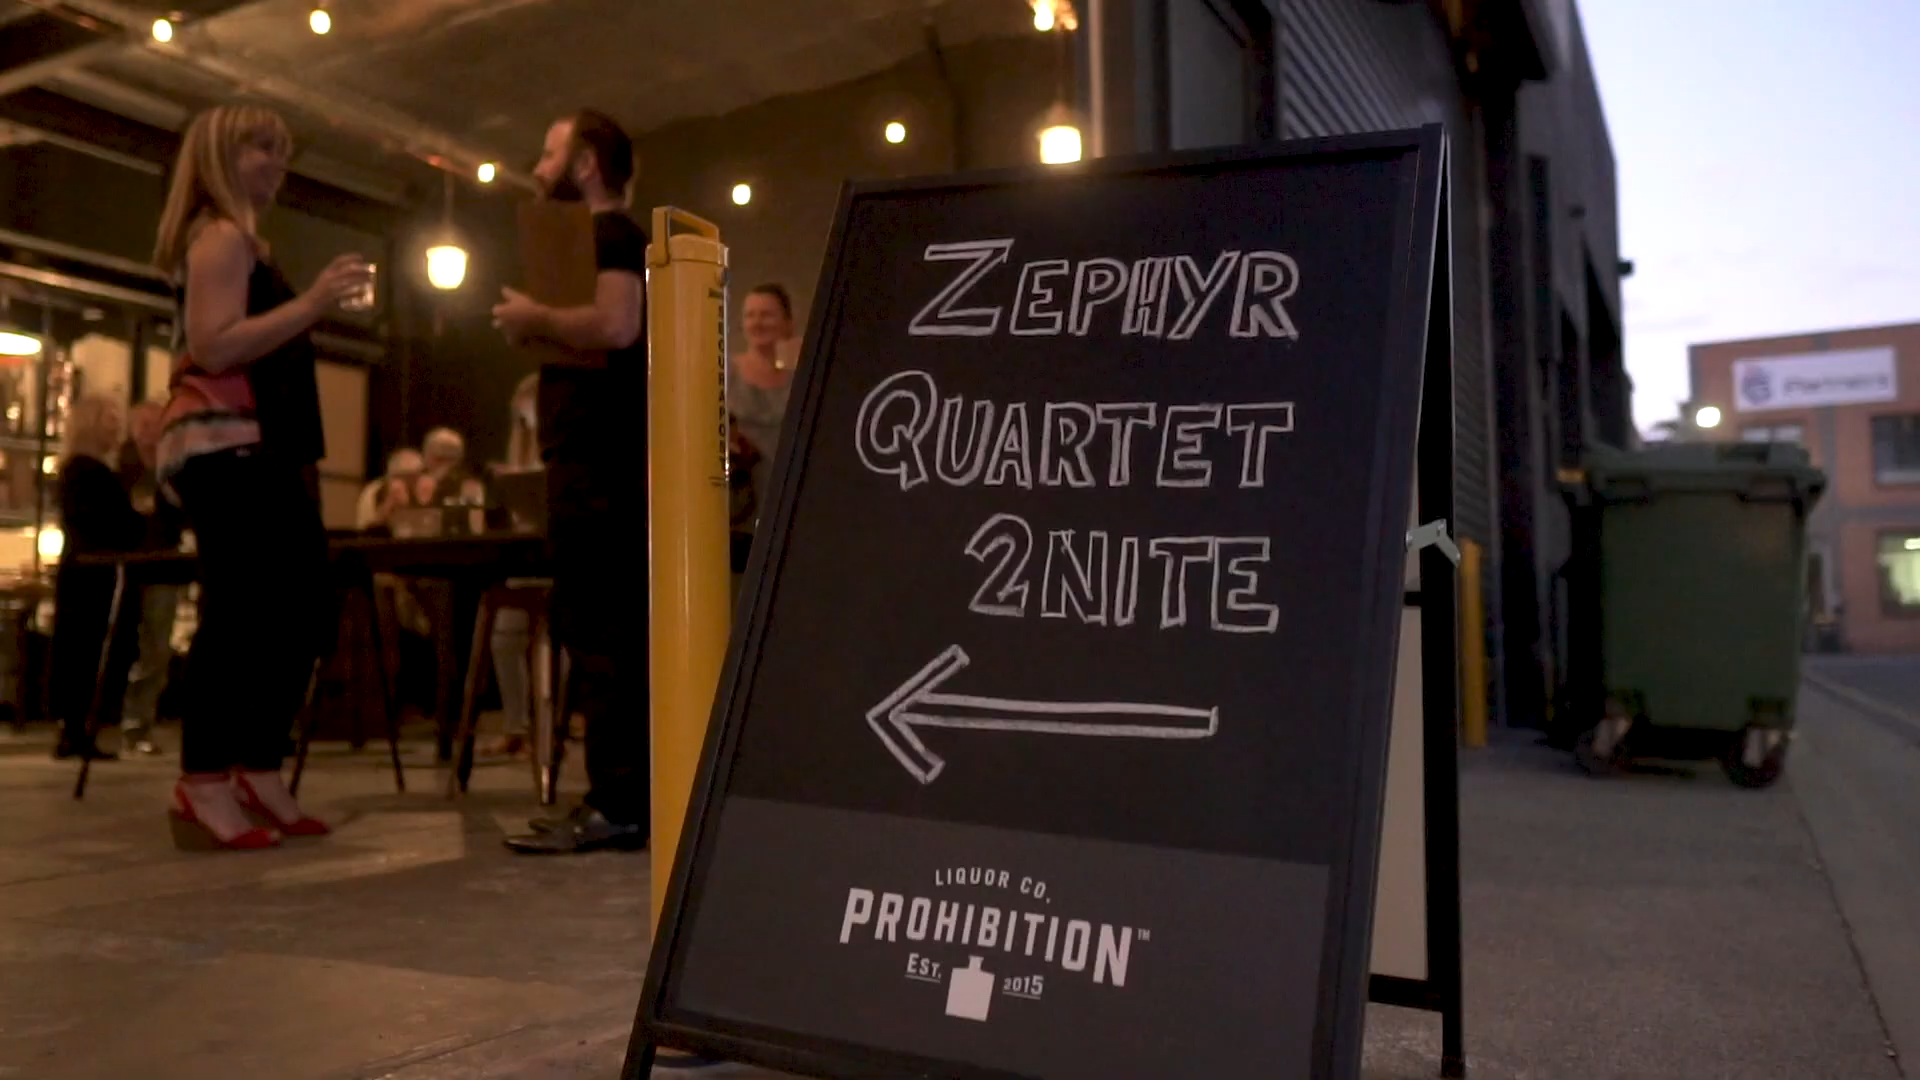 ZEPHYR
QUARTET
2NITE
LIQUOR CO.
PROHIBITION™
EST. 2015